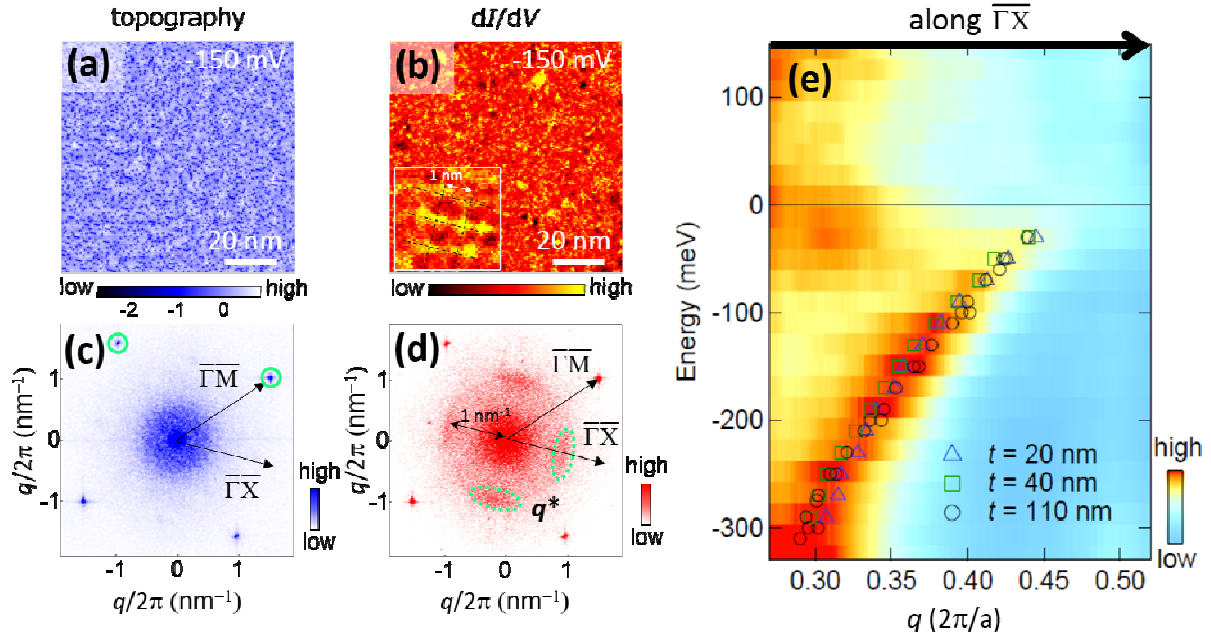 topography
dI/dV
along ΓX
(a)
-150 mV
20 nm
low
high
-2
-1
0
(b)
-150 mV
1 nm
20 nm
low
high
(c)
ΓM
ΓX
high
low
1
0
-1
-1
0
1
q/2π (nm⁻¹)
q/2π (nm⁻¹)
(d)
ΓM
1 nm⁻¹
ΓX
q*
high
low
1
0
-1
-1
0
1
q/2π (nm⁻¹)
q/2π (nm⁻¹)
(e)
100
0
-100
-200
-300
Energy (meV)
t = 20 nm
t = 40 nm
t = 110 nm
high
low
0.30
0.35
0.40
0.45
0.50
q (2π/a)